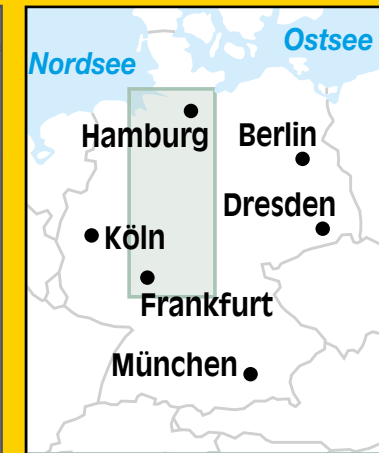 Ostsee
Nordsee
Hamburg
Berlin
Dresden
Köln
Frankfurt
München